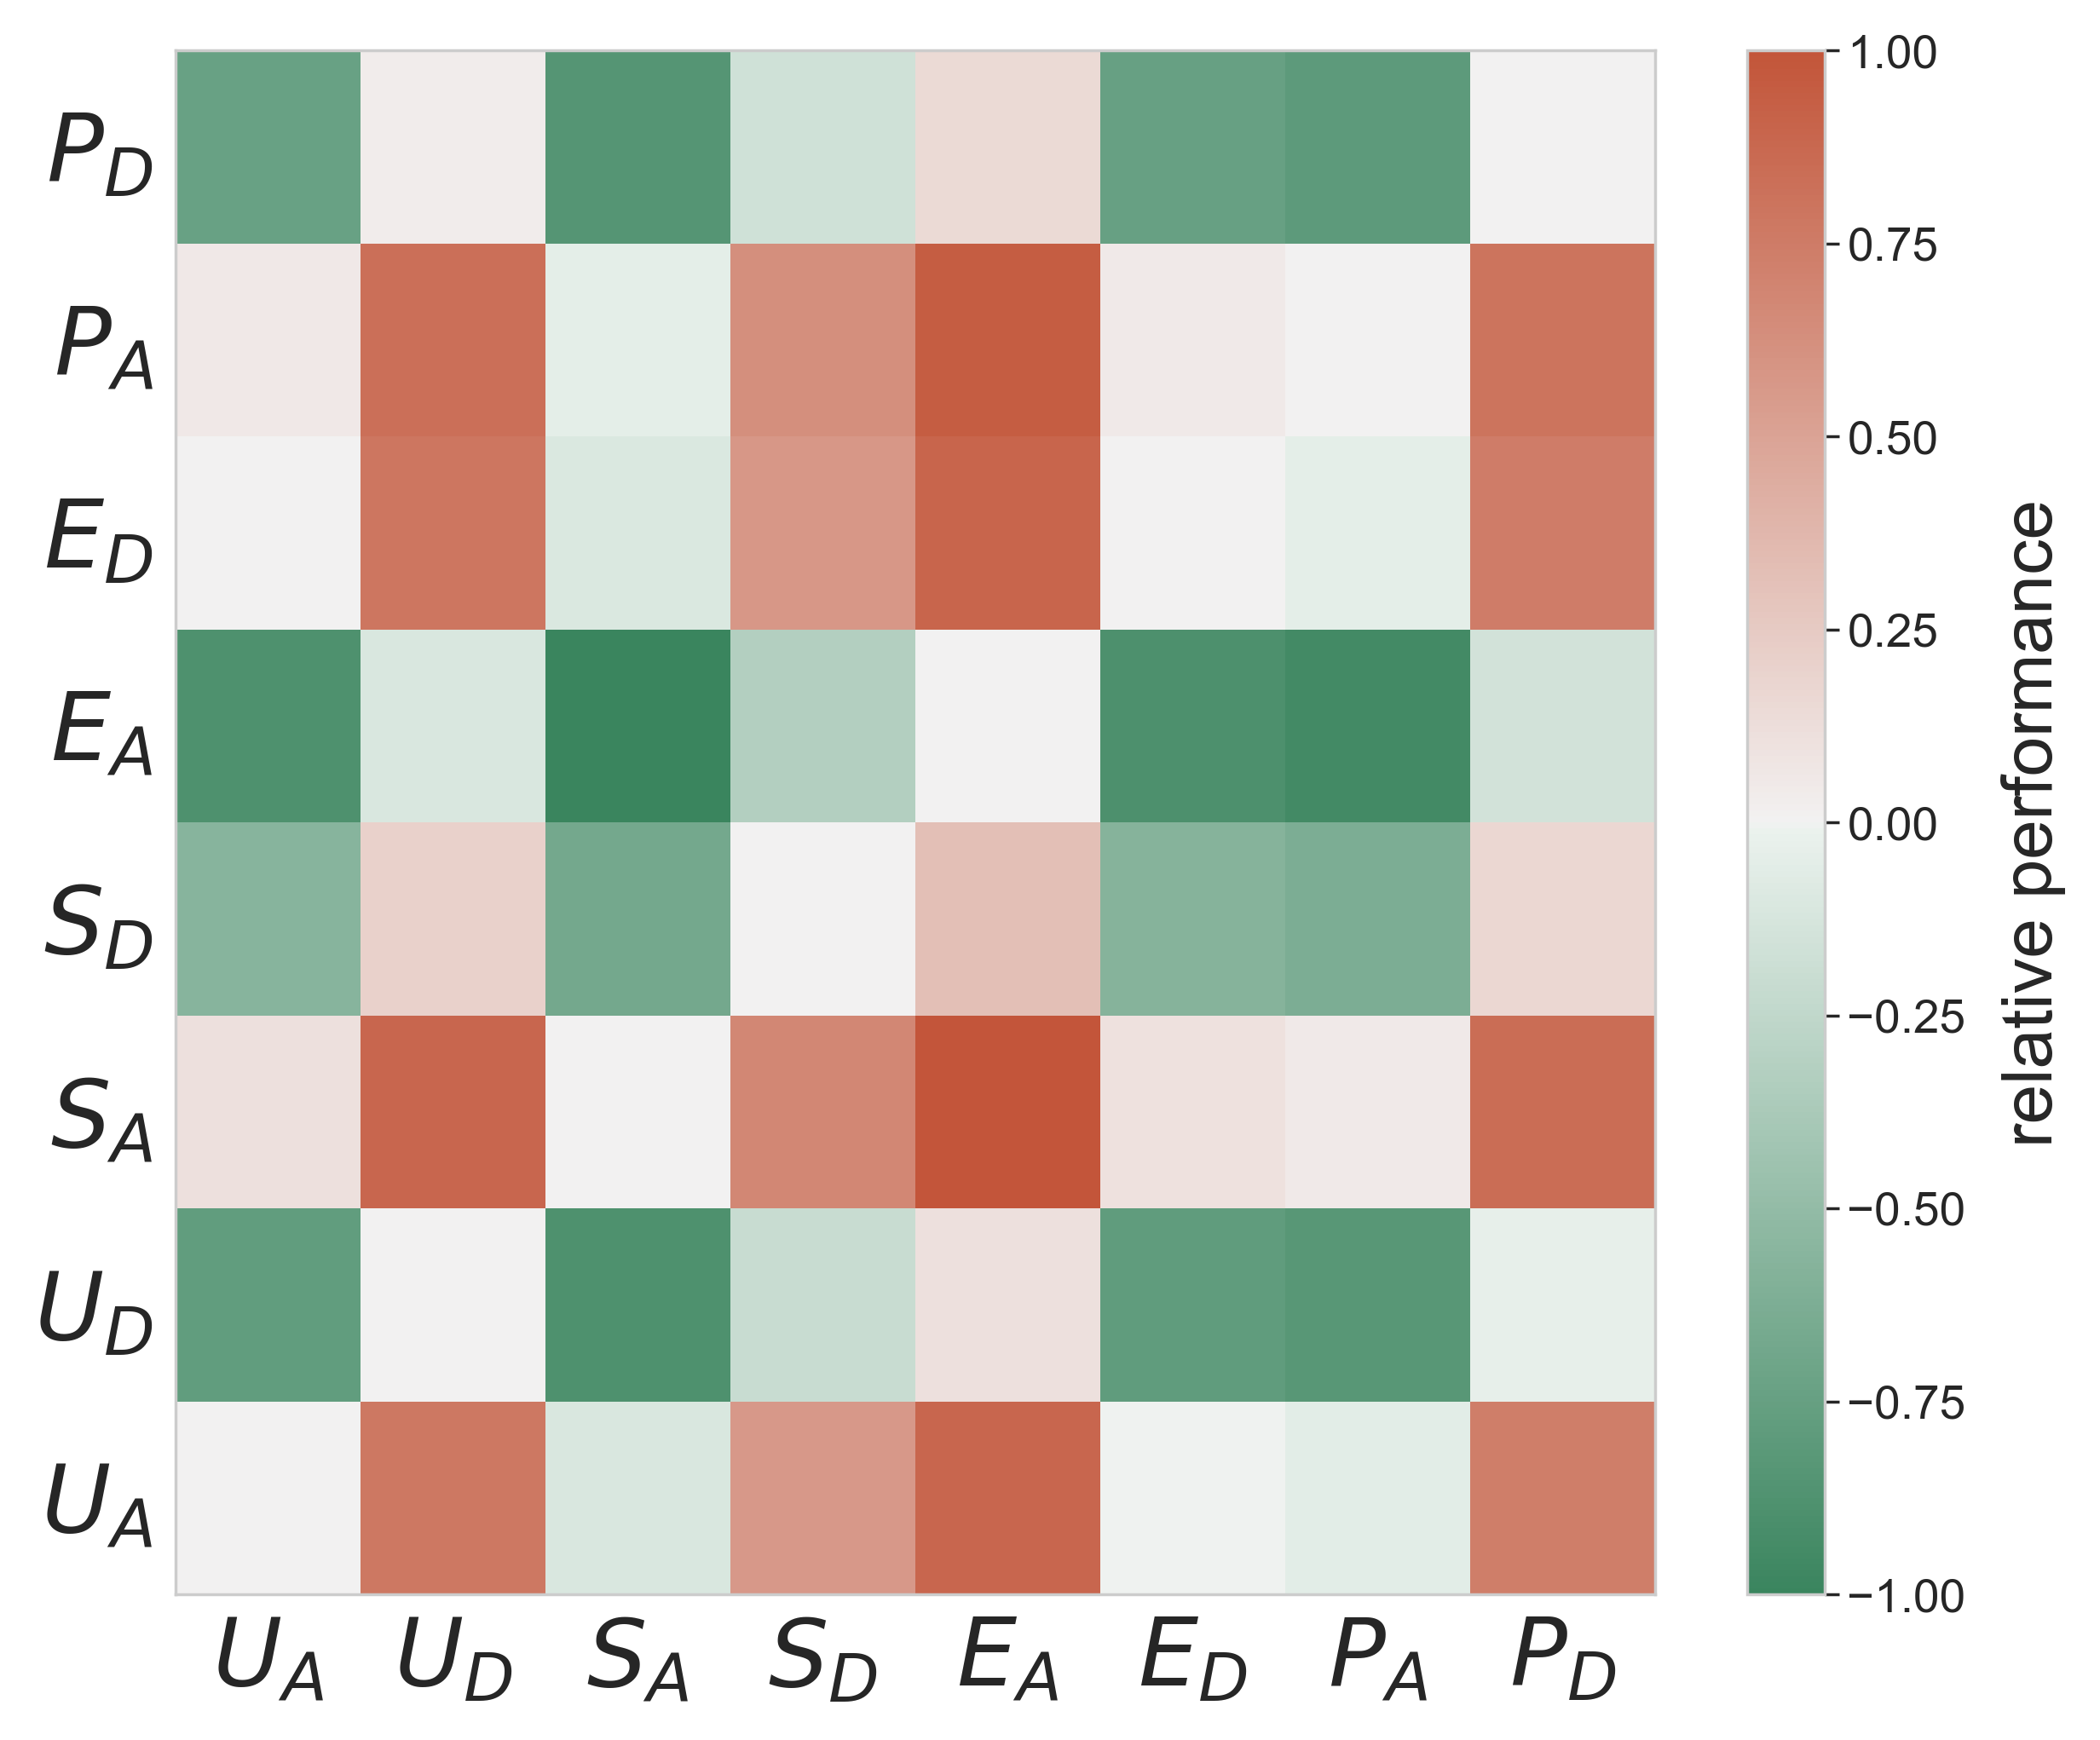 P_D
P_A
E_D
E_A
S_D
S_A
U_D
U_A
U_A U_D S_A S_D E_A E_D P_A P_D
1.00
0.75
0.50
0.25
0.00
−0.25
−0.50
−0.75
−1.00
relative performance